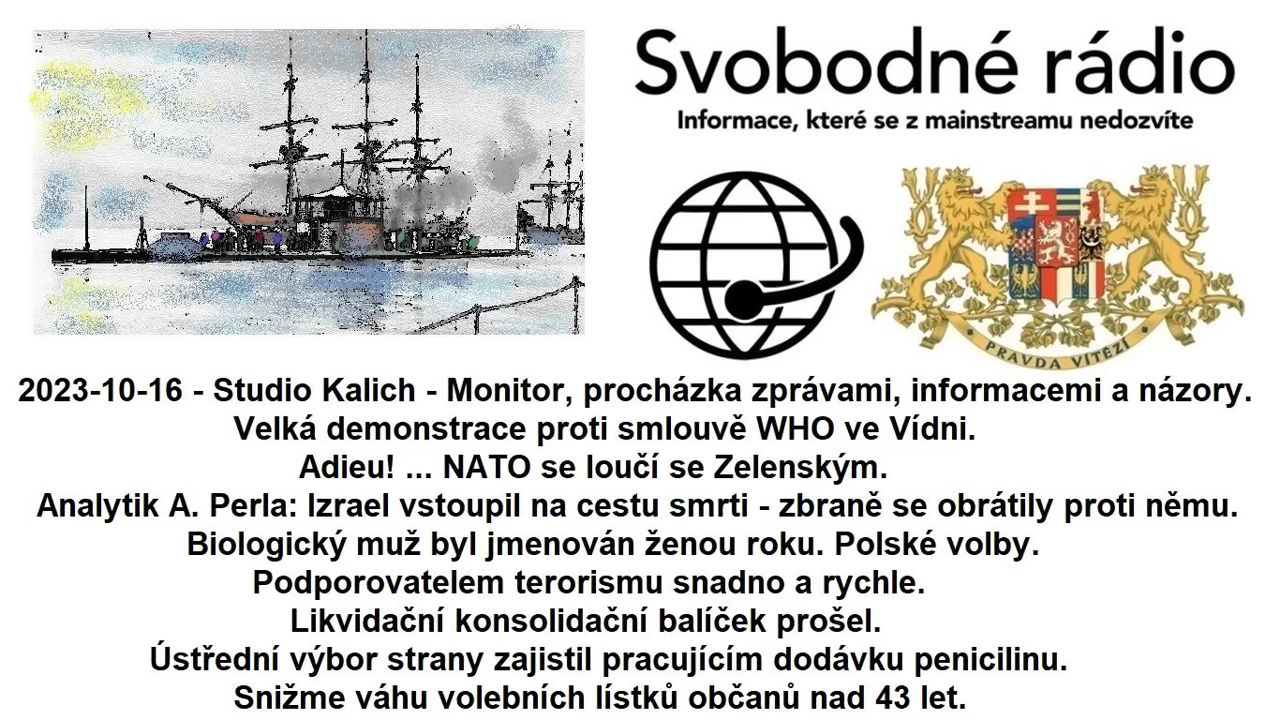 Svobodné rádio
Informace, které se z mainstreamu nedozvíte
PRAVDA VÍTĚZÍ
2023-10-16 - Studio Kalich - Monitor, procházka zprávami, informacemi a názory.
Velká demonstrace proti smlouvě WHO ve Vídni.
Adieu! ... NATO se loučí se Zelenským.
Analytik A. Perla: Izrael vstoupil na cestu smrti - zbraně se obrátily proti němu.
Biologický muž byl jmenován ženou roku. Polské volby.
Podporovatelem terorismu snadno a rychle.
Likvidační konsolidační balíček prošel.
Ústřední výbor strany zajistil pracujícím dodávku penicilinu.
Snižme váhu volebních lístků občanů nad 43 let.